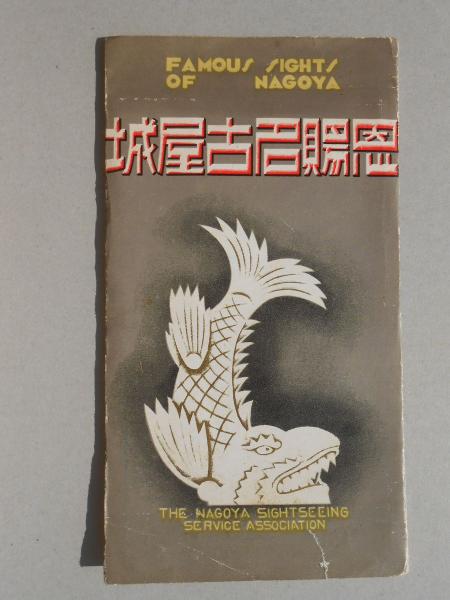 FAMOUS SIGHTS
OF NAGOYA
恩賜名古屋城
THE NAGOYA SIGHTSEEING
SERVICE ASSOCIATION